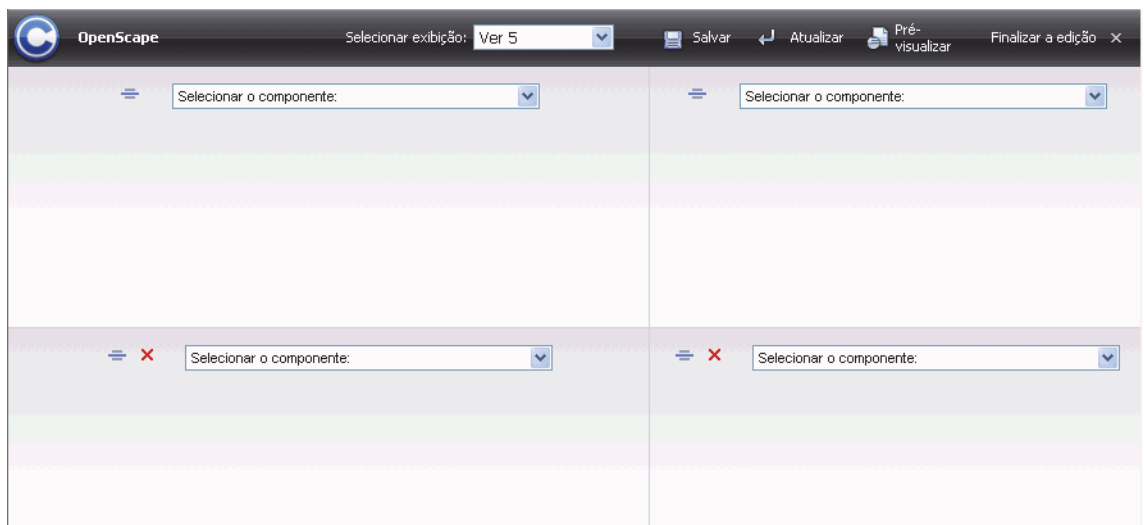 OpenScape Selecionar exibição: Ver 5 Salvar Atualizar Pré-
visualizar Finalizar a edição
Selecionar o componente: Selecionar o componente:
Selecionar o componente: Selecionar o componente: